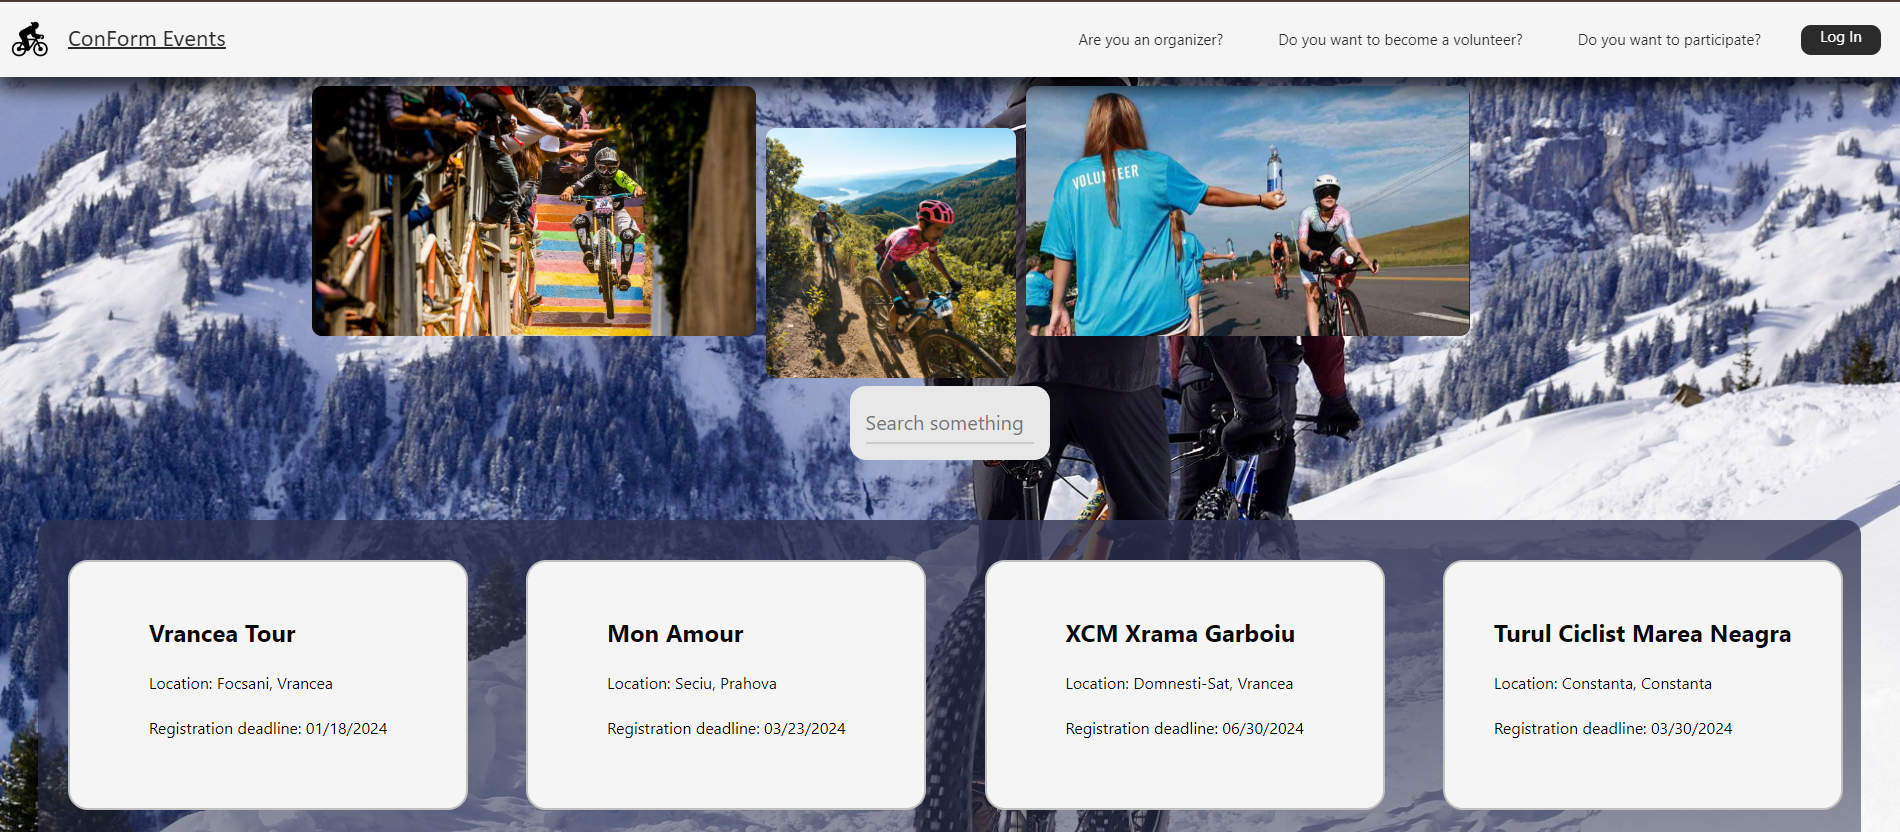 ConForm Events
Are you an organizer?
Do you want to become a volunteer?
Do you want to participate?
Log In
VOLUNTEER
Search something
Vrancea Tour
Location: Focsani, Vrancea
Registration deadline: 01/18/2024
Mon Amour
Location: Seciu, Prahova
Registration deadline: 03/23/2024
XCM Xrama Garboiu
Location: Domnesti-Sat, Vrancea
Registration deadline: 06/30/2024
Turul Ciclist Marea Neagra
Location: Constanta, Constanta
Registration deadline: 03/30/2024